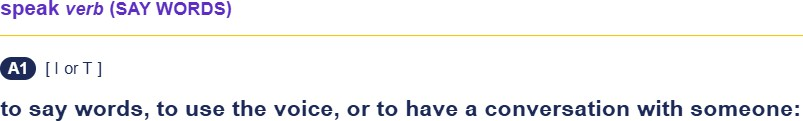 speak verb (SAY WORDS)
A1 [ I or T ]
to say words, to use the voice, or to have a conversation with someone: